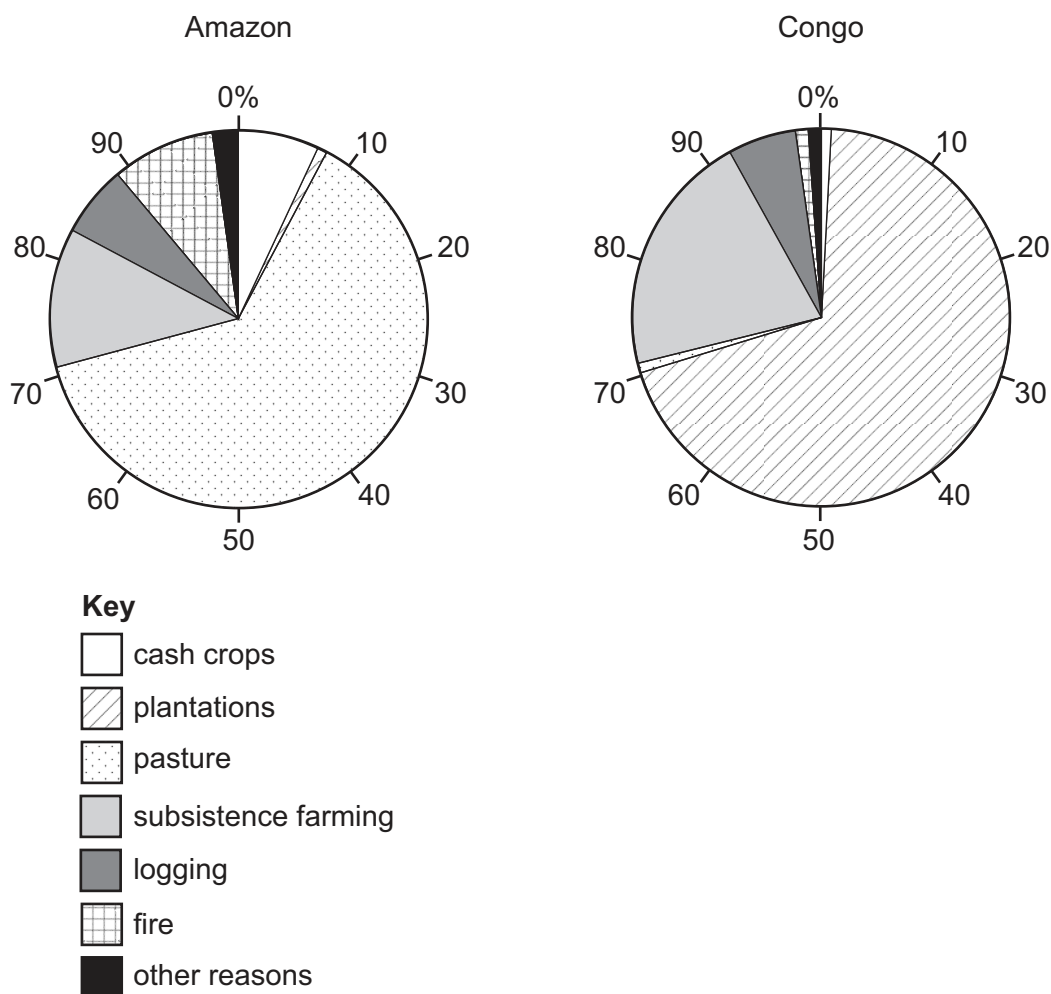 Amazon
Congo
0%
10
20
30
40
50
60
70
80
90
0%
10
20
30
40
50
60
70
80
90
Key
cash crops
plantations
pasture
subsistence farming
logging
fire
other reasons